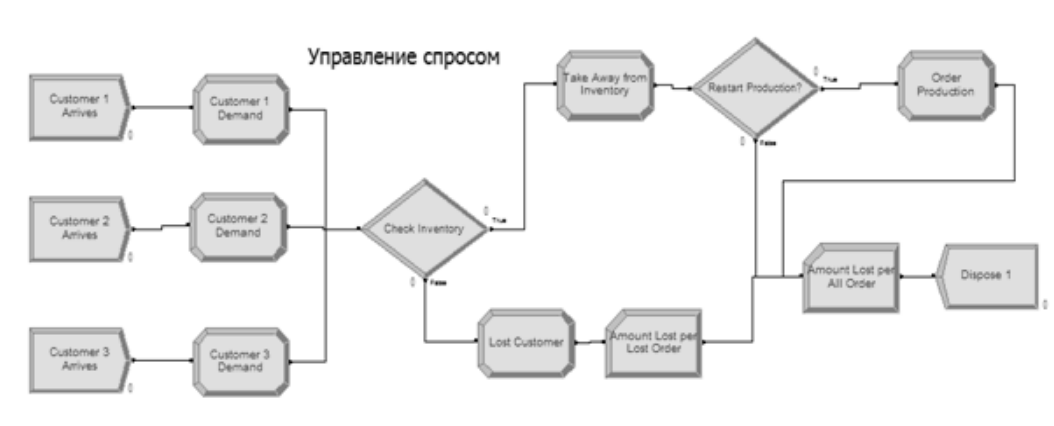 Управление спросом
Customer 1
Arrives
0
Customer 1
Demand
Customer 2
Arrives
0
Customer 2
Demand
Customer 3
Arrives
0
Customer 3
Demand
Check Inventory
0
True
0
False
Take Away from
Inventory
Restart Production?
0
True
0
False
Order
Production
Lost Customer
Amount Lost per
Lost Order
Amount Lost per
All Order
Dispose 1
0